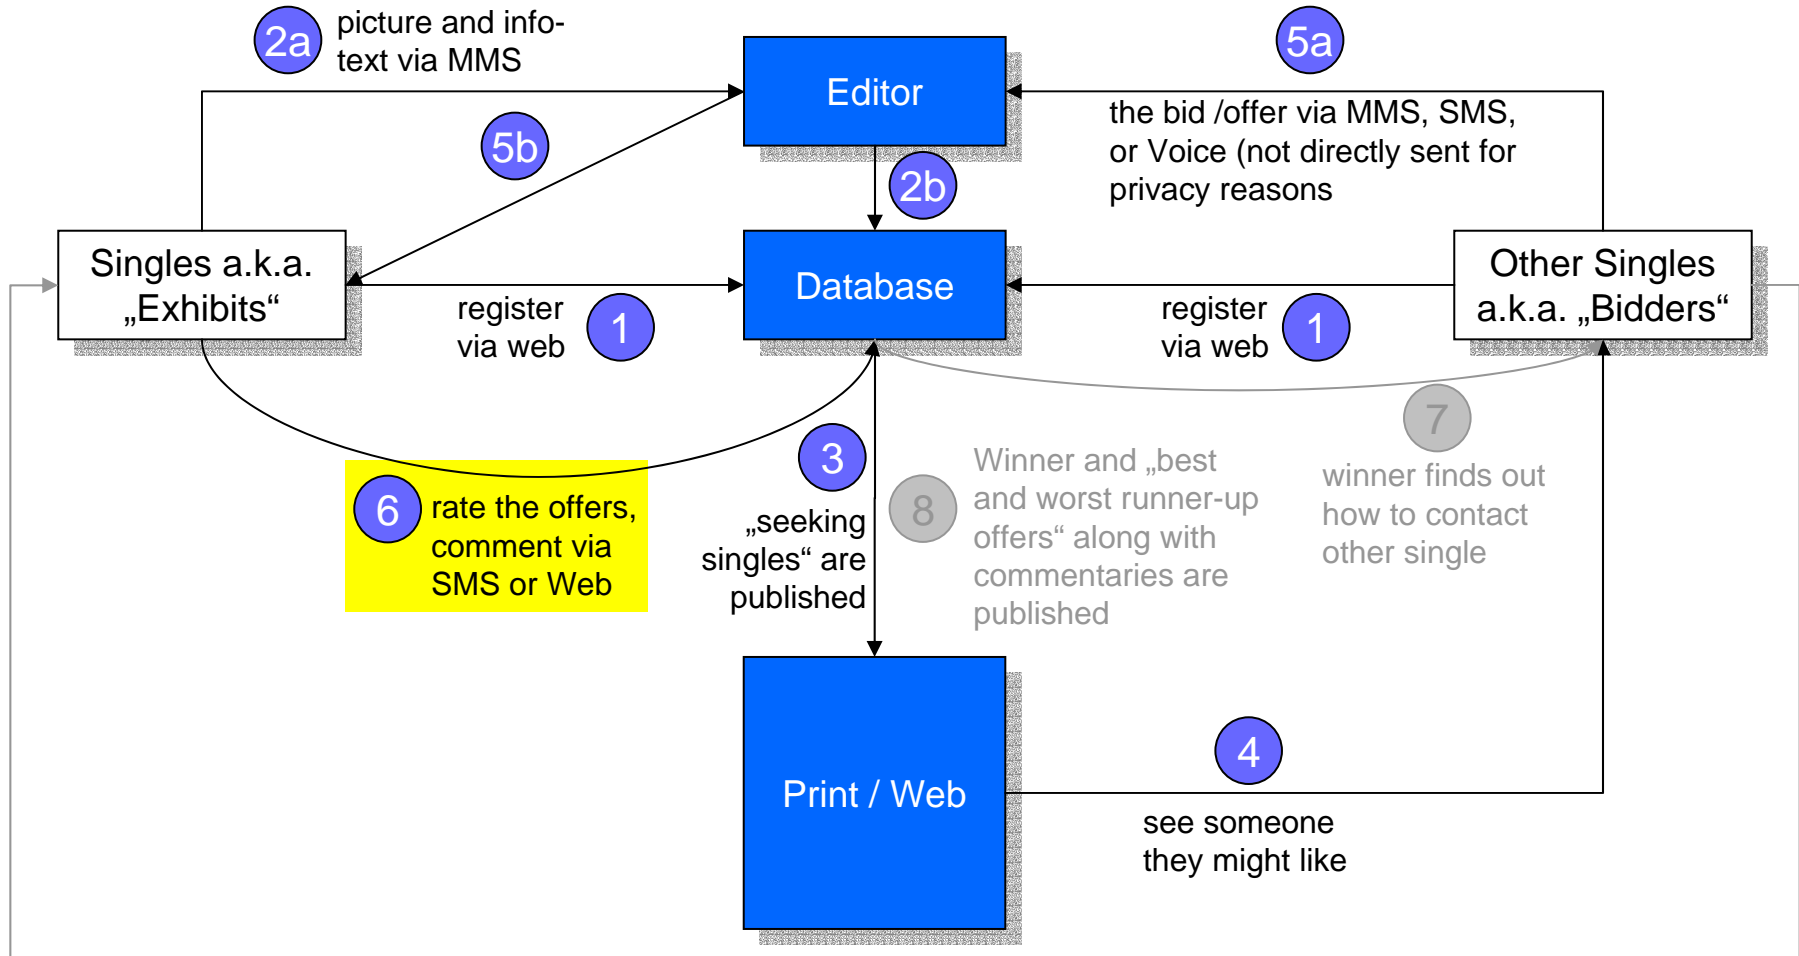 2a
picture and info-
text via MMS
Editor
5a
the bid /offer via MMS, SMS,
or Voice (not directly sent for
privacy reasons
5b
2b
Singles a.k.a.
„Exhibits“
register
via web
1
Database
register
via web
1
Other Singles
a.k.a. „Bidders“
6
rate the offers,
comment via
SMS or Web
3
„seeking
singles“ are
published
8
Winner and „best
and worst runner-up
offers“ along with
commentaries are
published
7
winner finds out
how to contact
other single
Print / Web
4
see someone
they might like